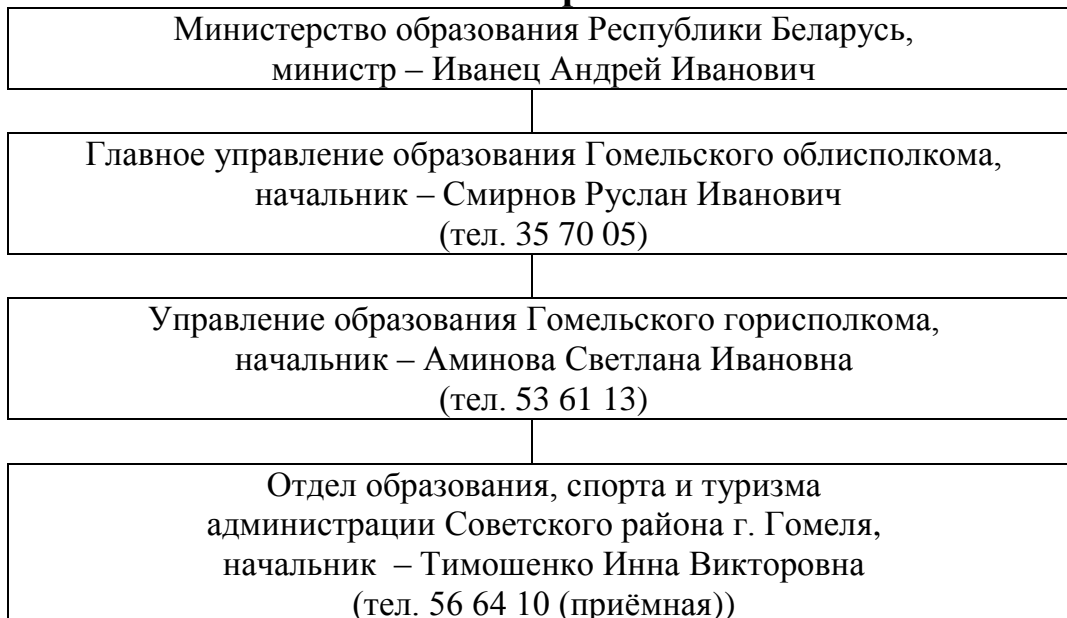 Министерство образования Республики Беларусь,
министр – Иванец Андрей Иванович
Главное управление образования Гомельского облисполкома,
начальник – Смирнов Руслан Иванович
(тел. 35 70 05)
Управление образования Гомельского горисполкома,
начальник – Аминова Светлана Ивановна
(тел. 53 61 13)
Отдел образования, спорта и туризма
администрации Советского района г. Гомеля,
начальник – Тимошенко Инна Викторовна
(тел. 56 64 10 (приёмная))